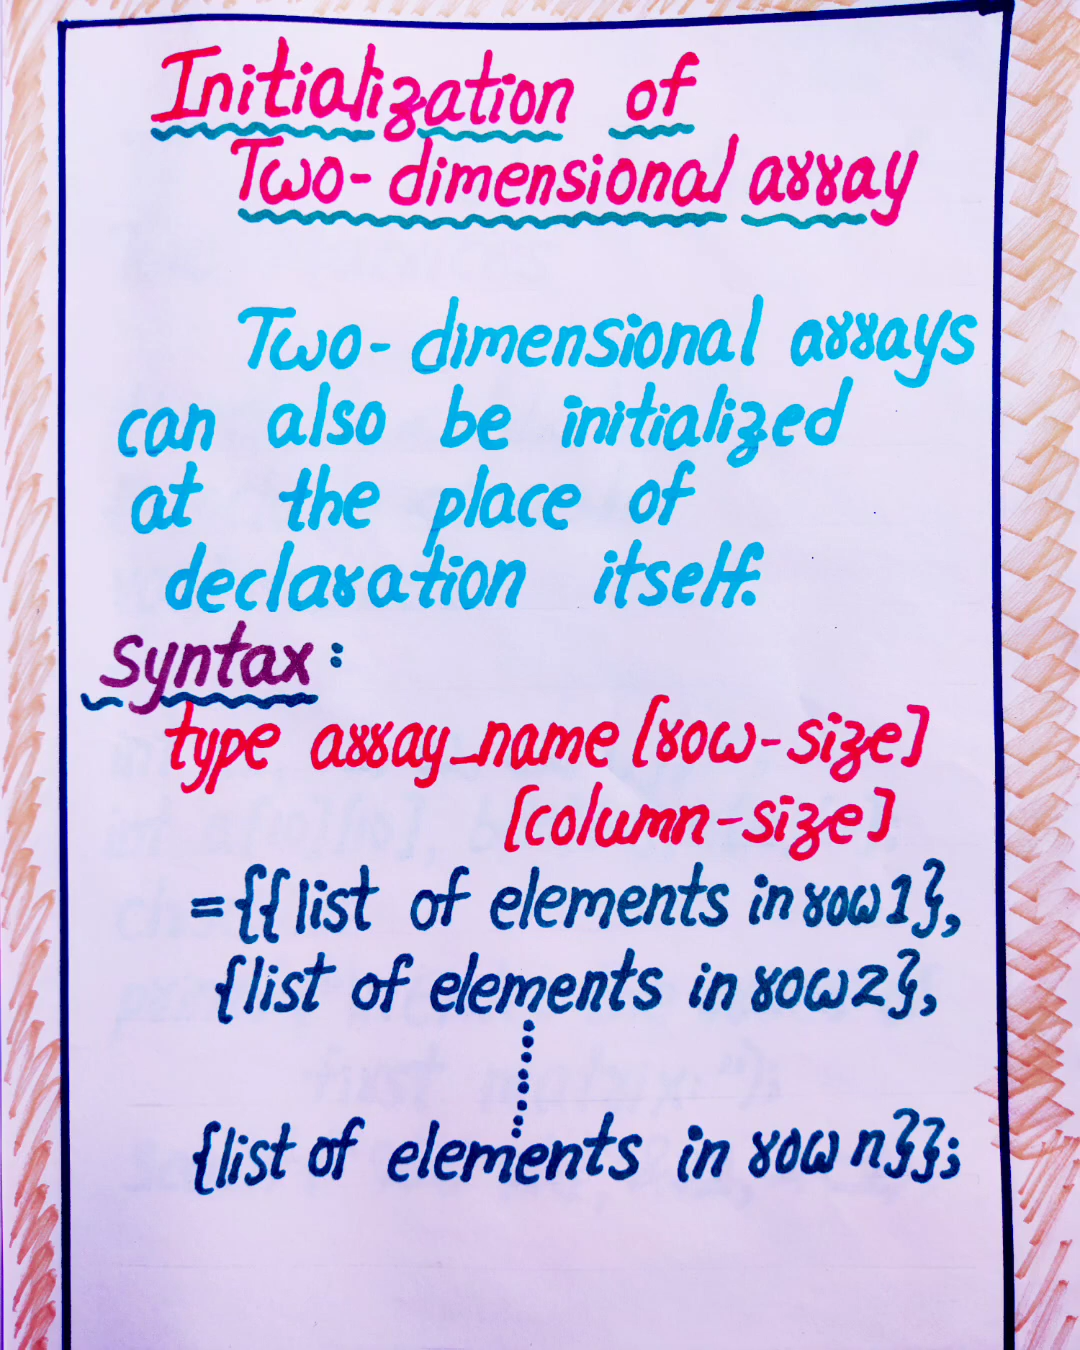 Initialization of
Two-dimensional array
Two-dimensional arrays
can also be initialized
at the place of
declaration itself.
Syntax:
type array_name [row-size]
[column-size]
={{list of elements in row1},
{list of elements in row2},
{list of elements in row n}};